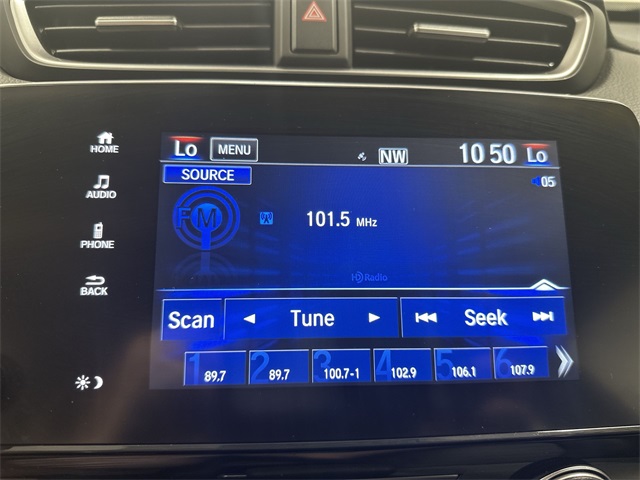 Lo MENU NW 10 50 Lo
HOME
SOURCE 05
AUDIO
FM 101.5 MHz
PHONE
HD Radio
BACK
Scan Tune Seek
1 89.7 2 89.7 3 100.7-1 4 102.9 5 106.1 6 107.9